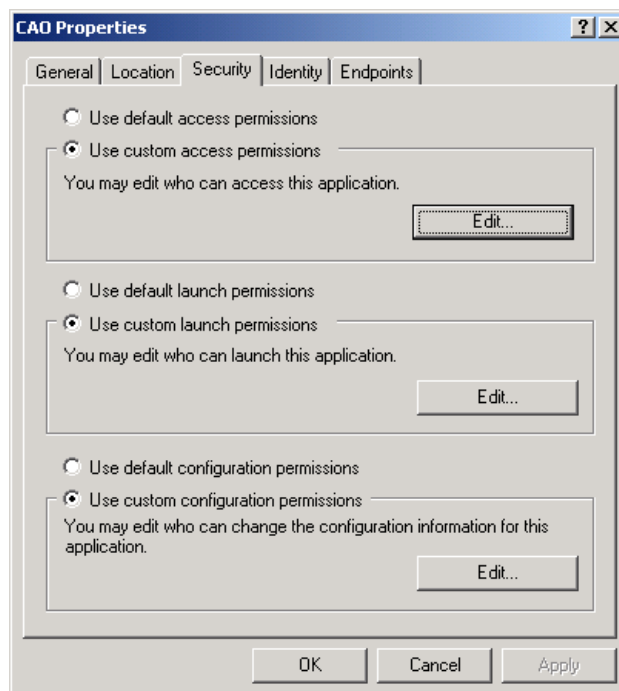 CAO Properties
General Location Security Identity Endpoints
Use default access permissions
Use custom access permissions
You may edit who can access this application.
Edit...
Use default launch permissions
Use custom launch permissions
You may edit who can launch this application.
Edit...
Use default configuration permissions
Use custom configuration permissions
You may edit who can change the configuration information for this
application.
Edit...
OK Cancel Apply